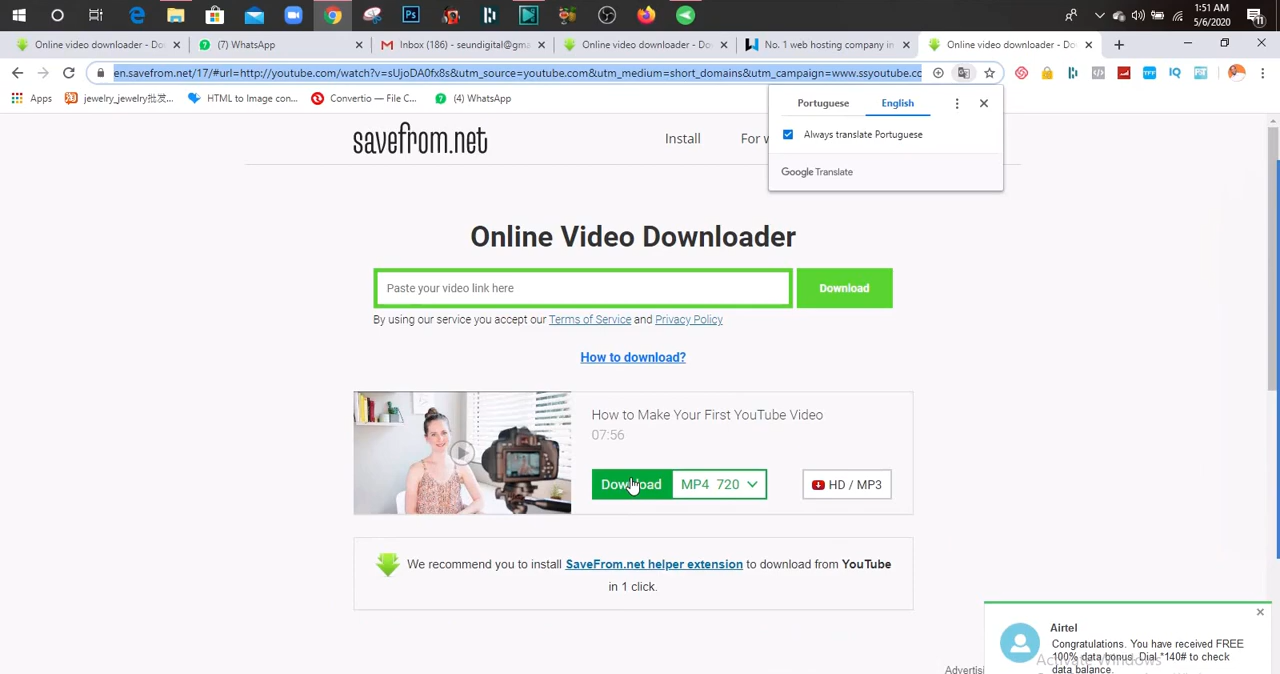 1:51 AM
5/6/2020
11
Online video downloader - Do
(7) WhatsApp
Inbox (186) - seundigital@gma
Online video downloader - Do
No. 1 web hosting company in
Online video downloader - Do
en.savefrom.net/17/#url=http://youtube.com/watch?v=sUjoDAnfx8s&utm_source=youtube.com&utm_medium=short_domains&utm_campaign=www.ssyoutube.cc
Apps
jewelry_jewelry批发...
HTML to Image con...
Convertio — File C...
(4) WhatsApp
Portuguese
English
Always translate Portuguese
Google Translate
savefrom.net
Install
For w
Online Video Downloader
Paste your video link here
Download
By using our service you accept our Terms of Service and Privacy Policy
How to download?
How to Make Your First YouTube Video
07:56
Download
MP4 720
HD / MP3
We recommend you to install SaveFrom.net helper extension to download from YouTube
in 1 click.
Airtel
Congratulations. You have received FREE
100% data bonus. Dial *140# to check
data balance.
Activate Windows
Advertisi